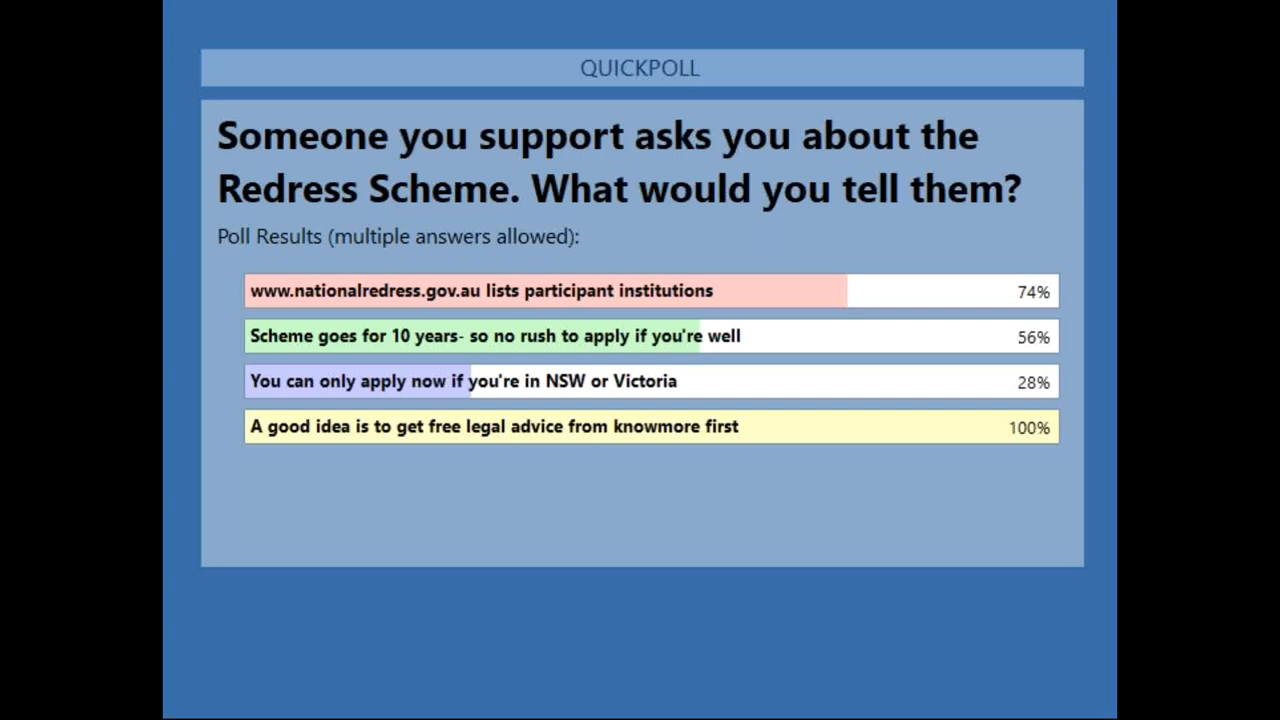 QUICKPOLL
Someone you support asks you about the
Redress Scheme. What would you tell them?
Poll Results (multiple answers allowed):
www.nationalredress.gov.au lists participant institutions 74%
Scheme goes for 10 years- so no rush to apply if you're well 56%
You can only apply now if you're in NSW or Victoria 28%
A good idea is to get free legal advice from knowmore first 100%